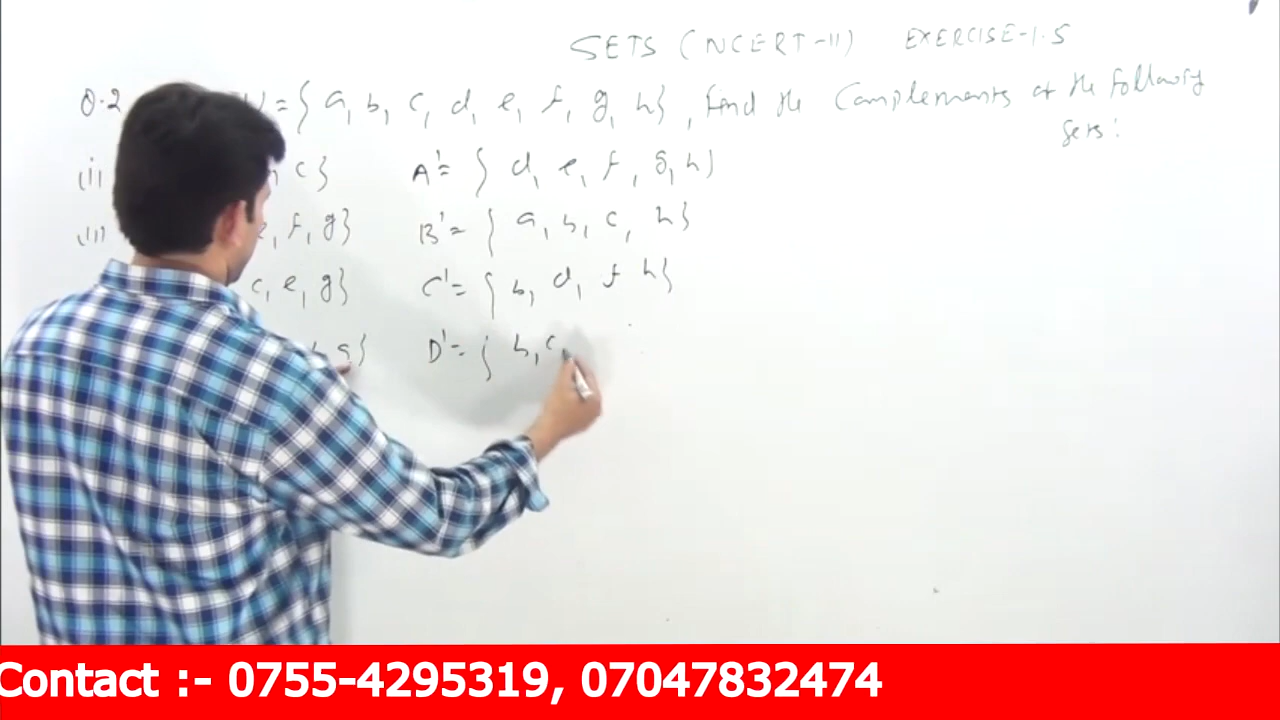 SETS (NCERT-11) EXERCISE-1.5
Q.2 = { a, b, c, d, e, f, g, h} , find the Complements of the following
sets:
(i) c} A' = { d, e, f, g, h}
(ii) e, f, g} B' = { a, b, c, h}
c, e, g} C' = { b, d, f h}
a} D' = { b, c,
Contact :- 0755-4295319, 07047832474